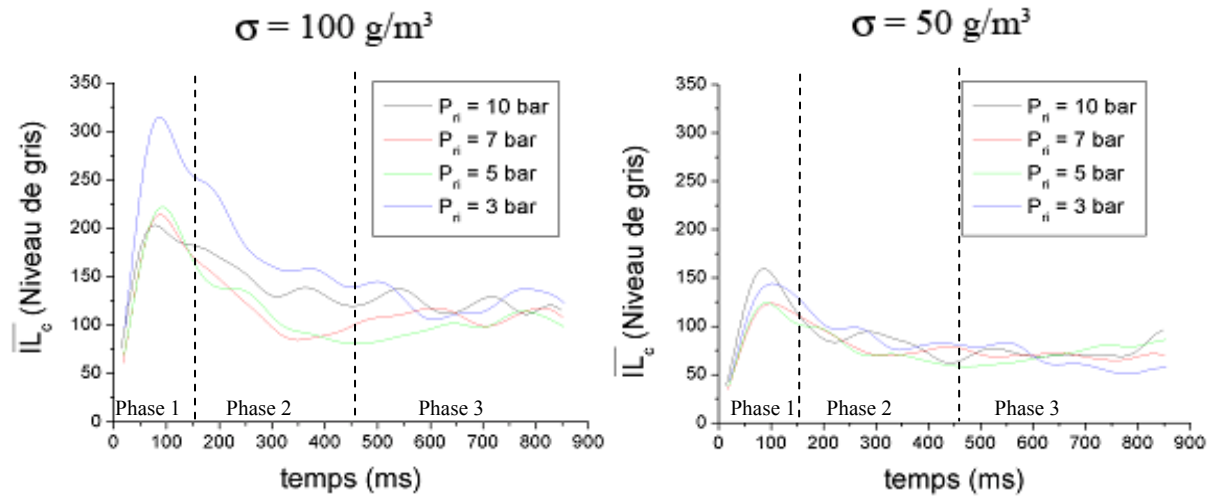 σ = 100 g/m³
350
300
250
200
150
100
50
0
IL_c (Niveau de gris)
P_ri = 10 bar
P_ri = 7 bar
P_ri = 5 bar
P_ri = 3 bar
Phase 1
Phase 2
Phase 3
0 100 200 300 400 500 600 700 800 900
temps (ms)
σ = 50 g/m³
350
300
250
200
150
100
50
0
IL_c (Niveau de gris)
P_ri = 10 bar
P_ri = 7 bar
P_ri = 5 bar
P_ri = 3 bar
Phase 1
Phase 2
Phase 3
0 100 200 300 400 500 600 700 800 900
temps (ms)